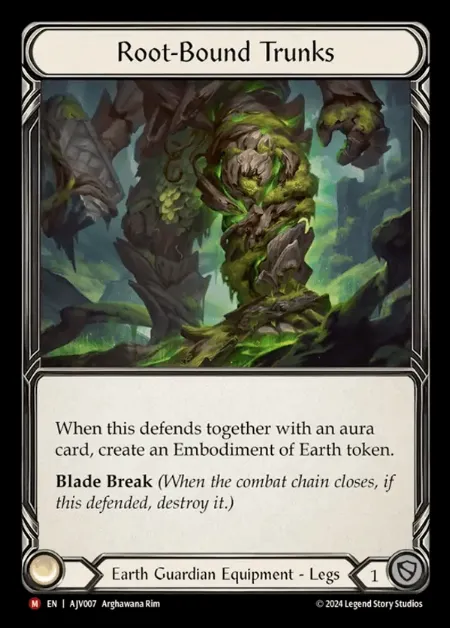 Root-Bound Trunks
When this defends together with an aura
card, create an Embodiment of Earth token.
Blade Break (When the combat chain closes, if
this defended, destroy it.)
Earth Guardian Equipment - Legs 1
M EN | AJV007 Arghawana Rim © 2024 Legend Story Studios